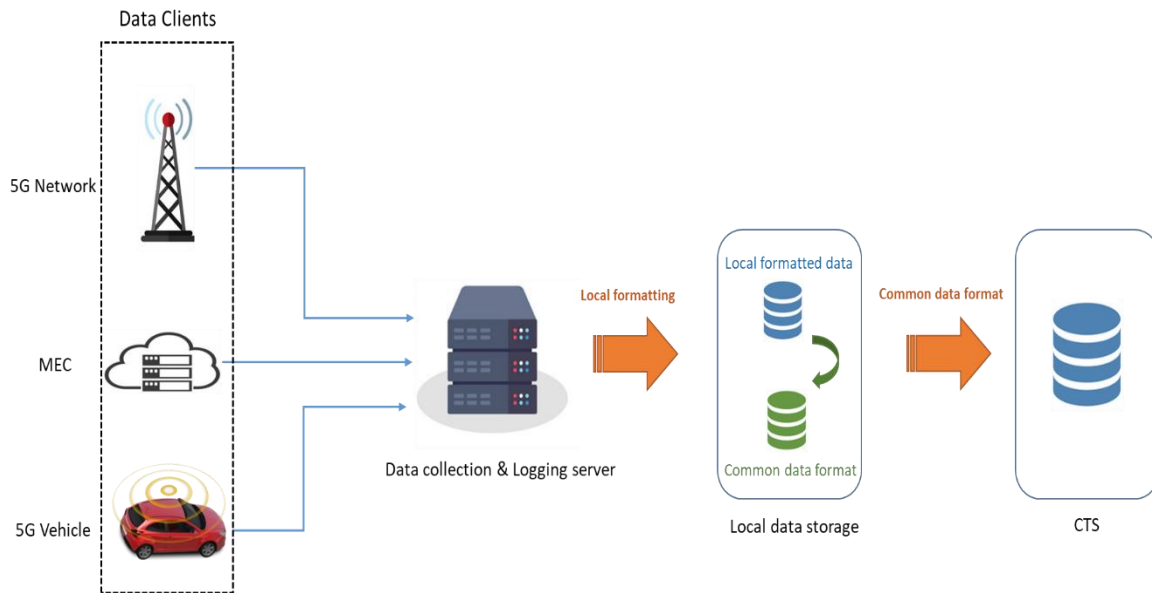 Data Clients
5G Network
MEC
5G Vehicle
Data collection & Logging server
Local formatting
Local formatted data
Common data format
Local data storage
Common data format
CTS